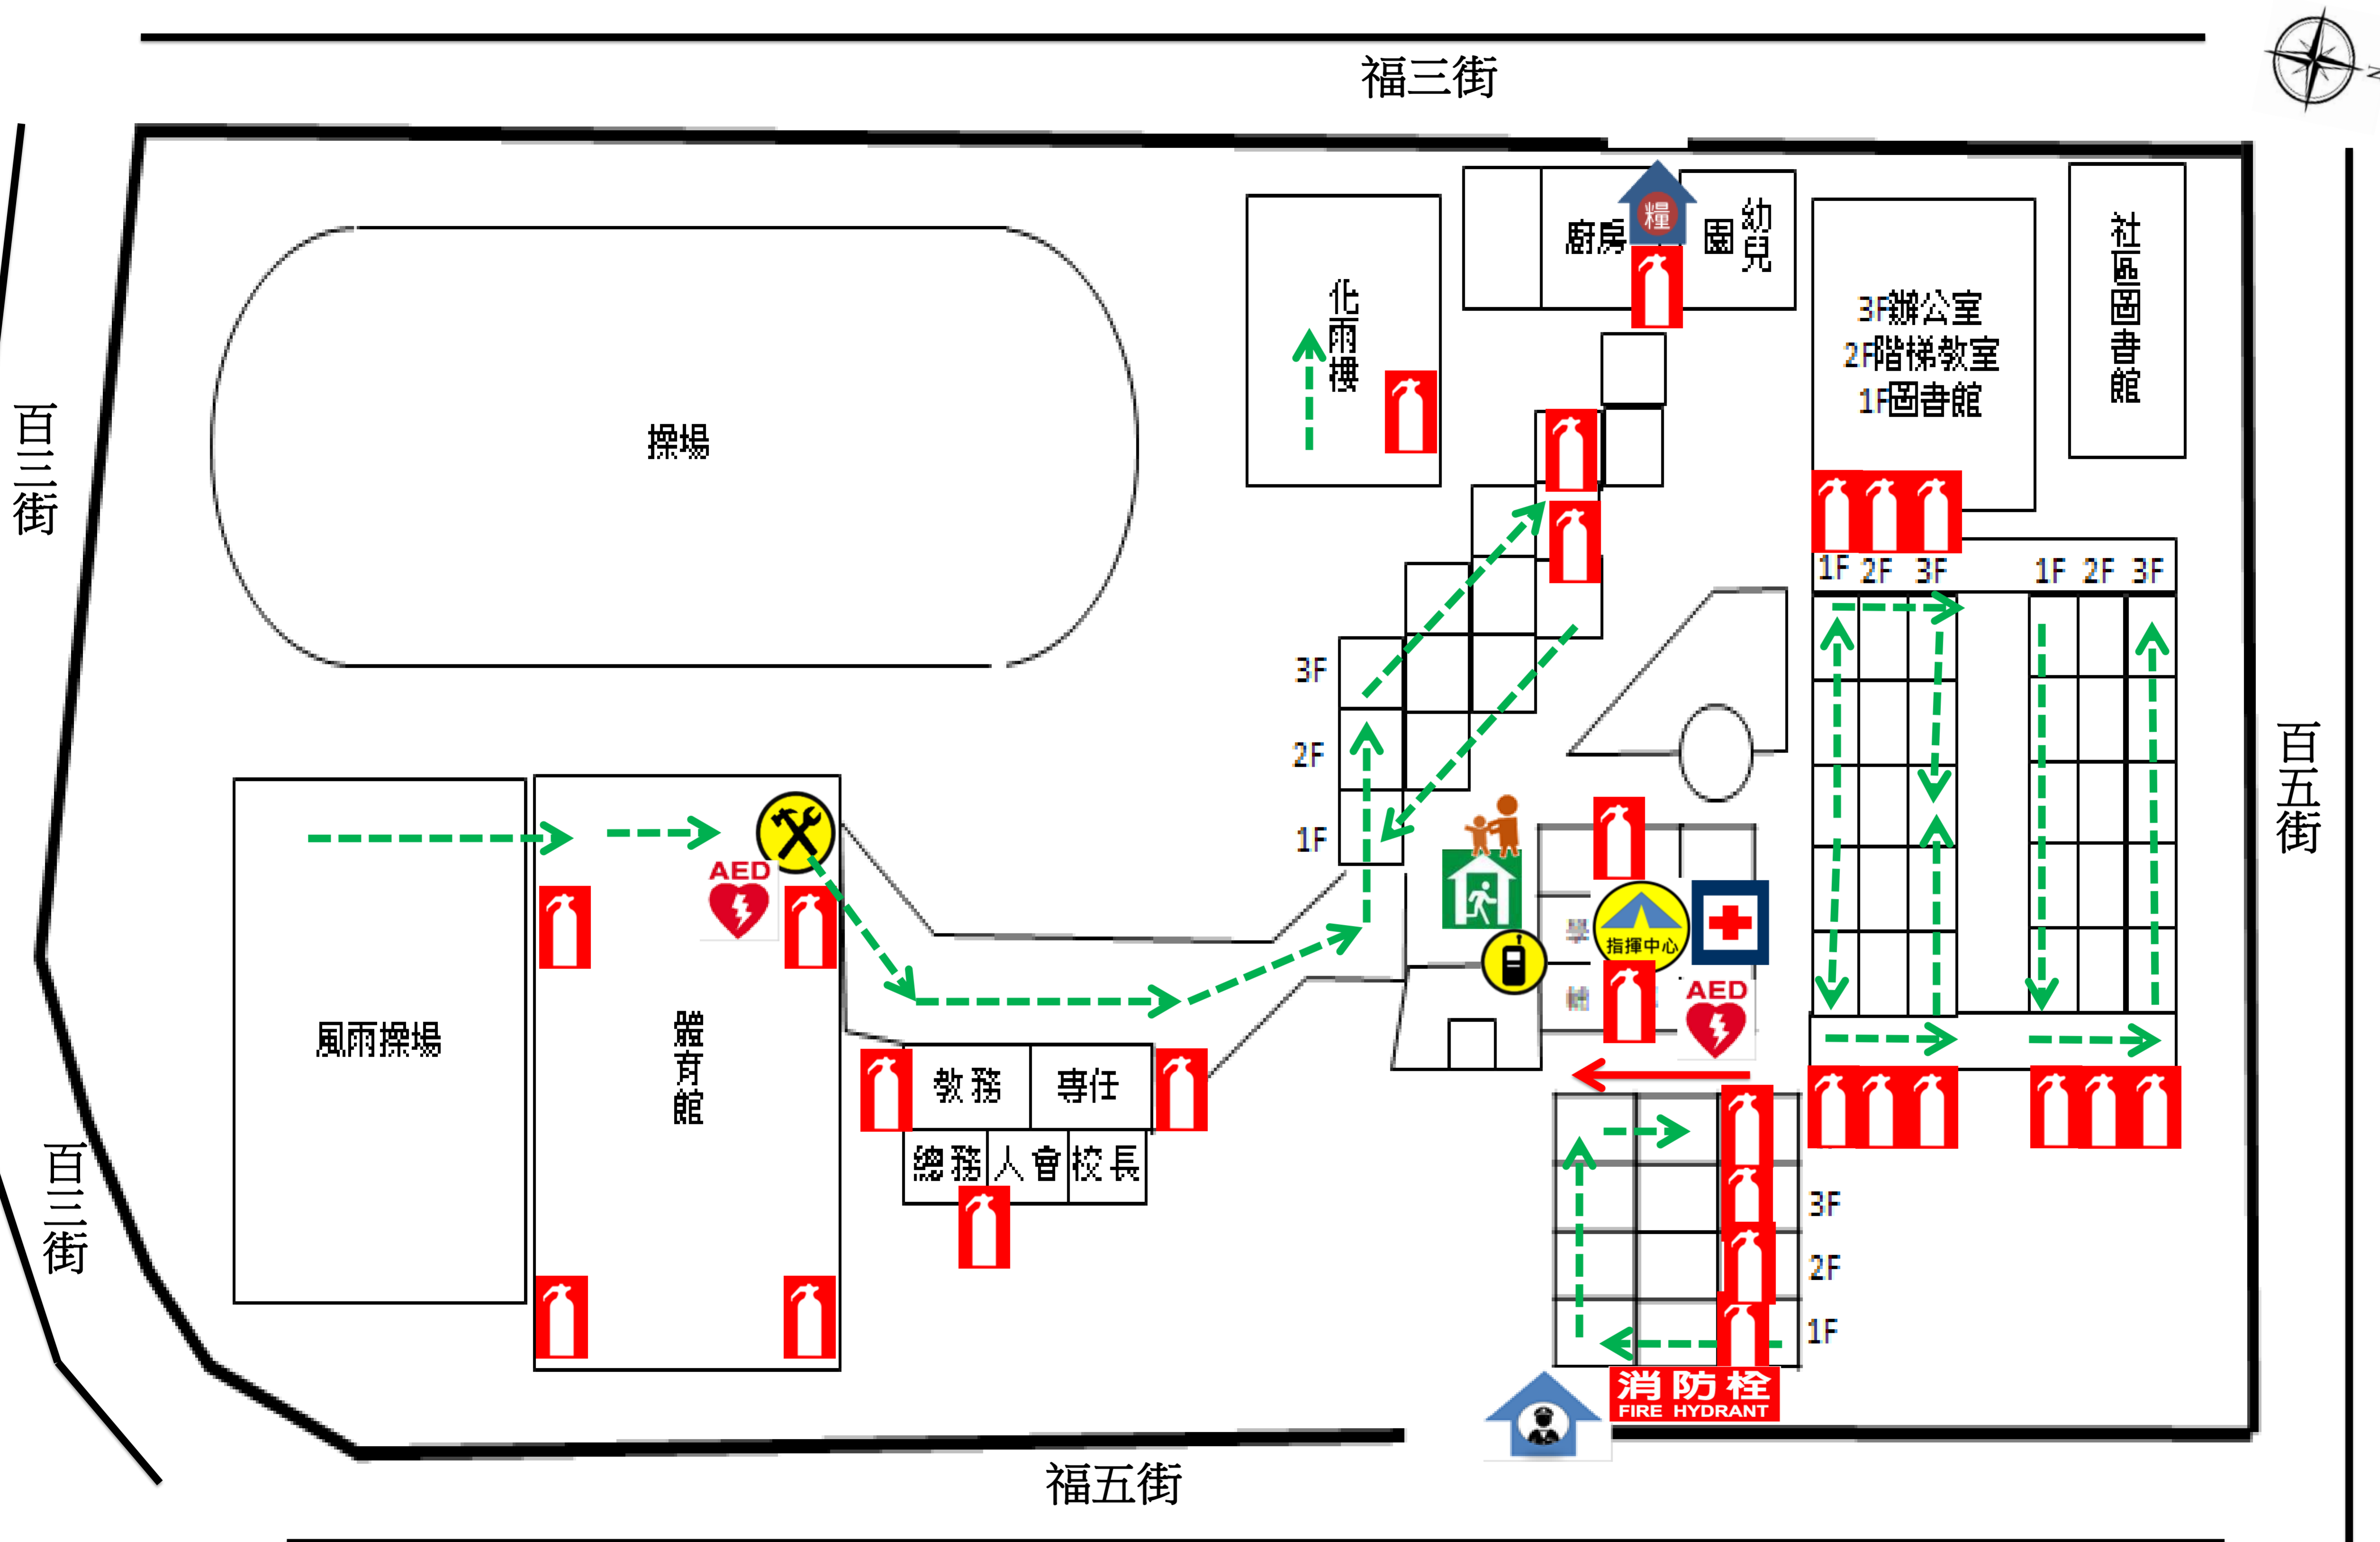 福三街
N
百三街
百三街
百五街
福五街
操場
化雨樓
廚房
糧
幼兒
園
3F辦公室
2F階梯教室
1F圖書館
社區圖書館
1F 2F 3F
1F 2F 3F
3F
2F
1F
AED
風雨操場
體育館
教務
專任
總務
人會
校長
學
指揮中心
AED
3F
2F
1F
消防栓
FIRE HYDRANT